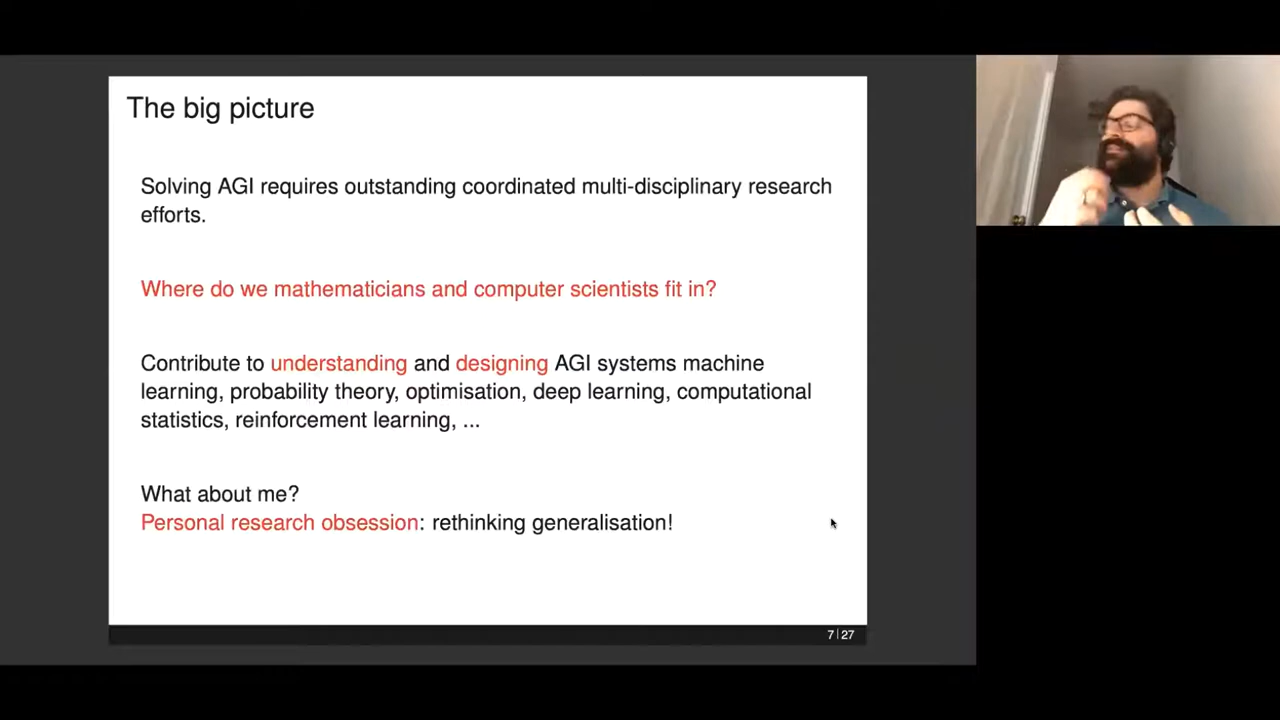 The big picture
Solving AGI requires outstanding coordinated multi-disciplinary research
efforts.
Where do we mathematicians and computer scientists fit in?
Contribute to understanding and designing AGI systems machine
learning, probability theory, optimisation, deep learning, computational
statistics, reinforcement learning, ...
What about me?
Personal research obsession: rethinking generalisation!
7 | 27